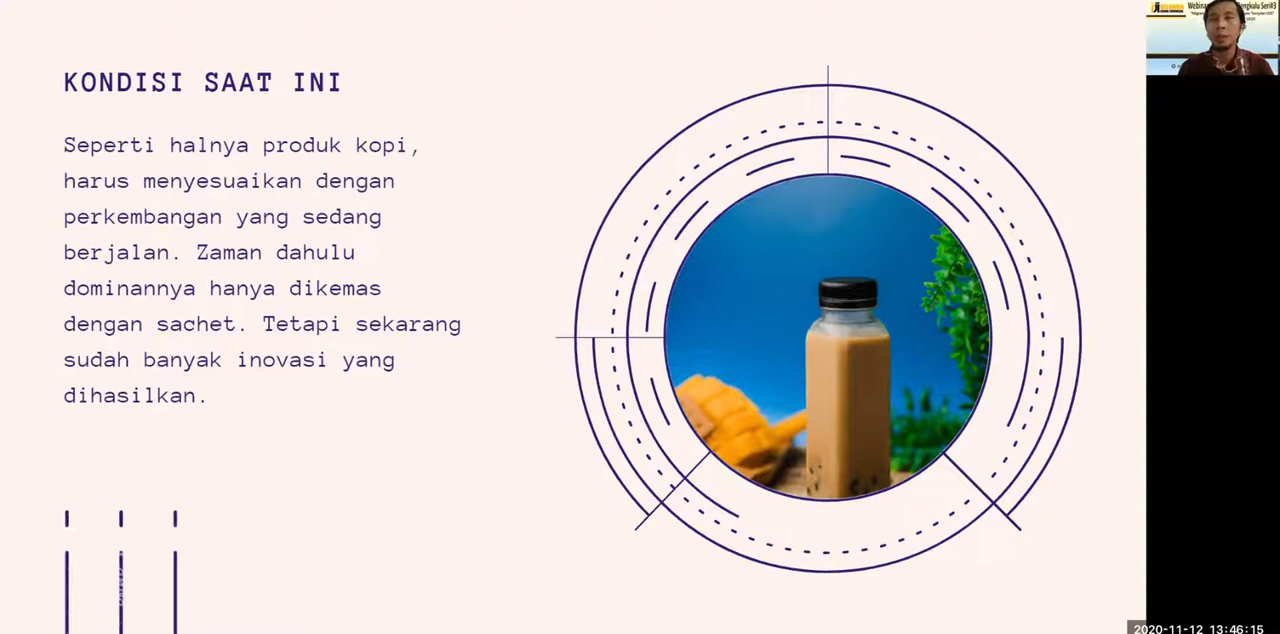 KONDISI SAAT INI
Seperti halnya produk kopi,
harus menyesuaikan dengan
perkembangan yang sedang
berjalan. Zaman dahulu
dominannya hanya dikemas
dengan sachet. Tetapi sekarang
sudah banyak inovasi yang
dihasilkan.
2020-11-12 13:46:15